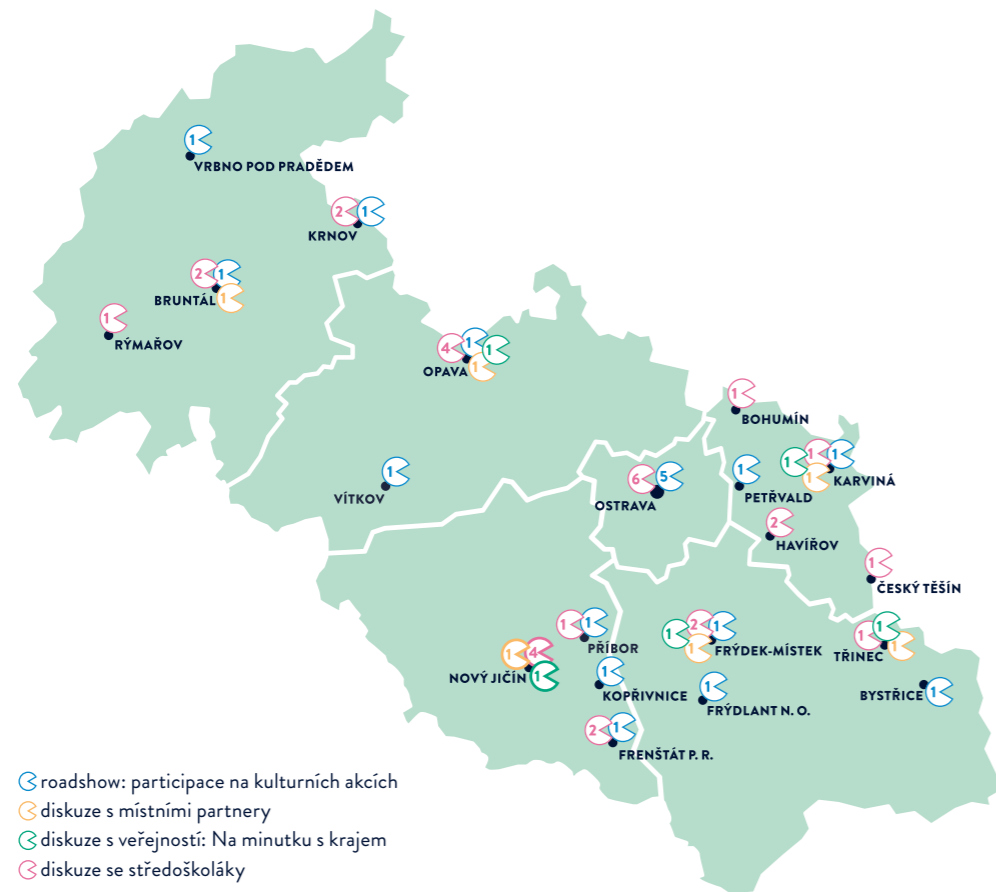 1
VRBNO POD PRADĚDEM
2 1
KRNOV
2 1
BRUNTÁL 1
1
RÝMAŘOV
4 1 1
OPAVA 1
1
BOHUMÍN
1 1 1
KARVINÁ
1
1
PETŘVALD
1
VÍTKOV
6 5
OSTRAVA
2
HAVÍŘOV
1
ČESKÝ TĚŠÍN
1 1
PŘÍBOR
1 2 1
FRÝDEK-MÍSTEK
1
1 1
TŘINEC 1
1 4
NOVÝ JIČÍN 1
1
KOPŘIVNICE
1
FRÝDLANT N. O.
BYSTŘICE
1
2 1
FRENŠTÁT P. R.
roadshow: participace na kulturních akcích
diskuze s místními partnery
diskuze s veřejností: Na minutku s krajem
diskuze se středoškoláky